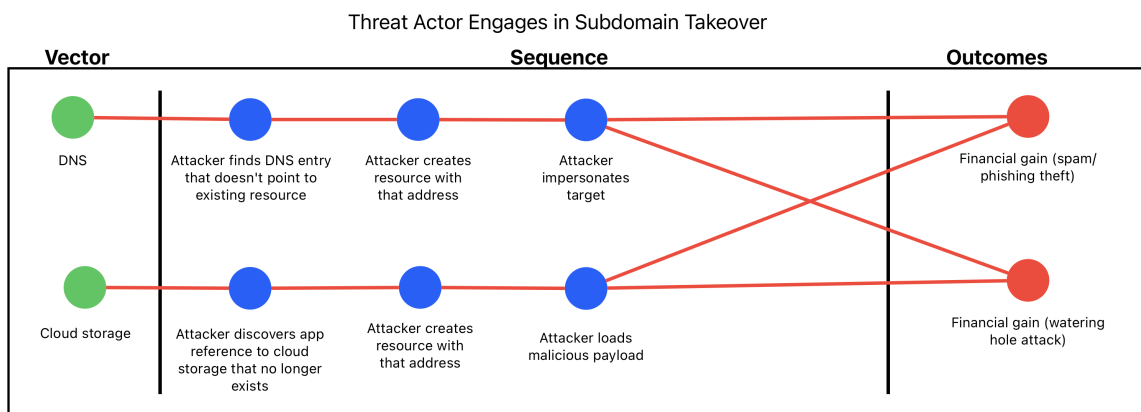 Threat Actor Engages in Subdomain Takeover
Vector
Sequence
Outcomes
DNS
Attacker finds DNS entry
that doesn't point to
existing resource
Attacker creates
resource with
that address
Attacker
impersonates
target
Financial gain (spam/
phishing theft)
Cloud storage
Attacker discovers app
reference to cloud
storage that no longer
exists
Attacker creates
resource with
that address
Attacker loads
malicious payload
Financial gain (watering
hole attack)